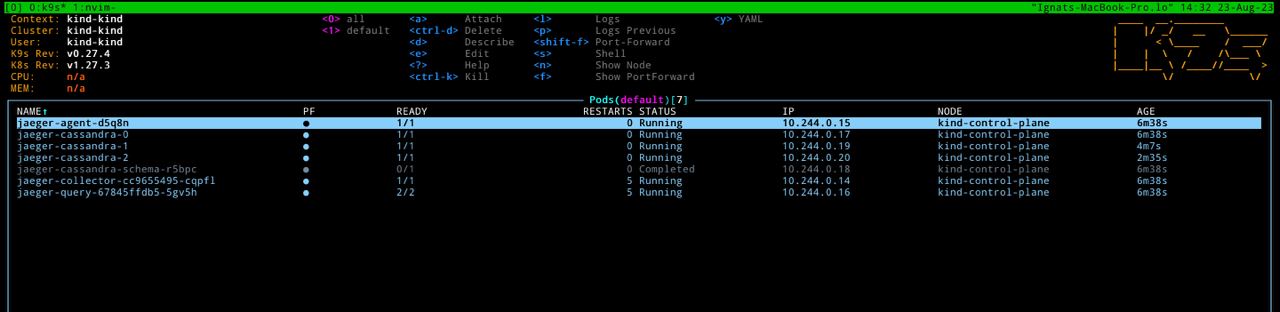 [0] 0:k9s* 1:nvim- "Ignats-MacBook-Pro.lo" 14:32 23-Aug-23
Context: kind-kind <0> all <a> Attach <l> Logs <y> YAML
Cluster: kind-kind <1> default <ctrl-d> Delete <p> Logs Previous
User: kind-kind <d> Describe <shift-f> Port-Forward
K9s Rev: v0.27.4 <e> Edit <s> Shell
K8s Rev: v1.27.3 <?> Help <n> Show Node
CPU: n/a <ctrl-k> Kill <f> Show PortForward
MEM: n/a
Pods(default)[7]
NAME↑ PF READY RESTARTS STATUS IP NODE AGE
jaeger-agent-d5q8n ● 1/1 0 Running 10.244.0.15 kind-control-plane 6m38s
jaeger-cassandra-0 ● 1/1 0 Running 10.244.0.17 kind-control-plane 6m38s
jaeger-cassandra-1 ● 1/1 0 Running 10.244.0.19 kind-control-plane 4m7s
jaeger-cassandra-2 ● 1/1 0 Running 10.244.0.20 kind-control-plane 2m35s
jaeger-cassandra-schema-r5bpc ● 0/1 0 Completed 10.244.0.18 kind-control-plane 6m38s
jaeger-collector-cc9655495-cqpfl ● 1/1 5 Running 10.244.0.14 kind-control-plane 6m38s
jaeger-query-67845ffdb5-5gv5h ● 2/2 5 Running 10.244.0.16 kind-control-plane 6m38s